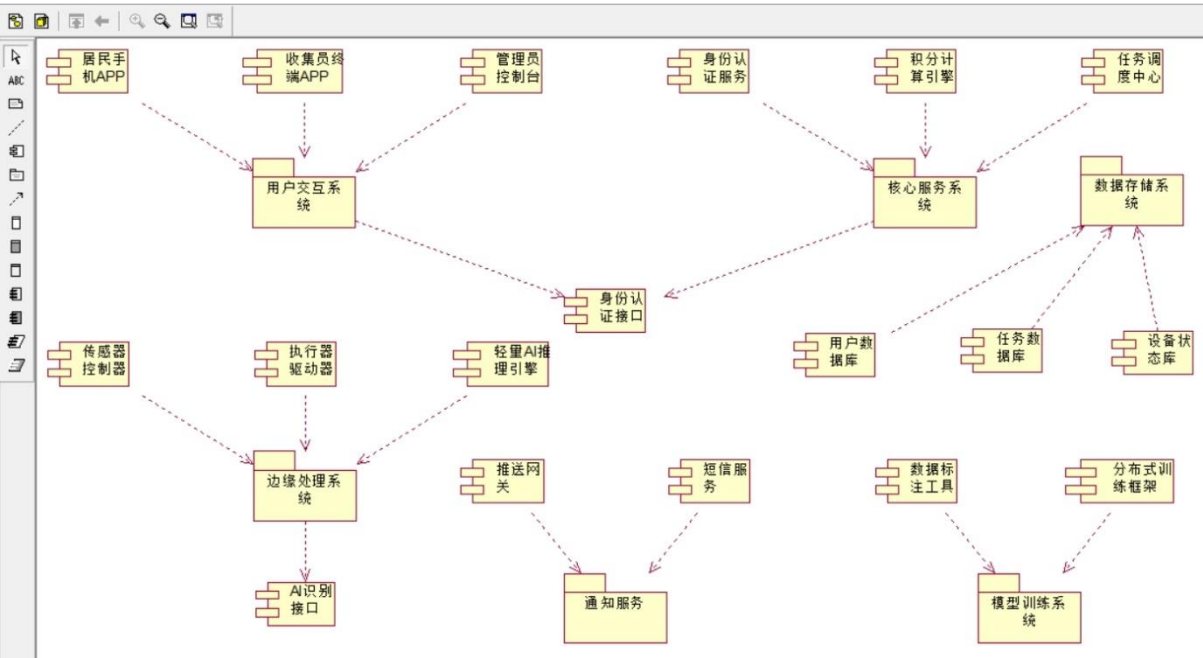 ABC
居民手
机APP
收集员终
端APP
管理员
控制台
身份认
证服务
积分计
算引擎
任务调
度中心
用户交互系
统
核心服务系
统
数据存储系
统
身份认
证接口
用户数
据库
任务数
据库
设备状
态库
传感器
控制器
执行器
驱动器
轻量AI推
理引擎
边缘处理系
统
推送网
关
短信服
务
数据标
注工具
分布式训
练框架
AI识别
接口
通知服务
模型训练系
统